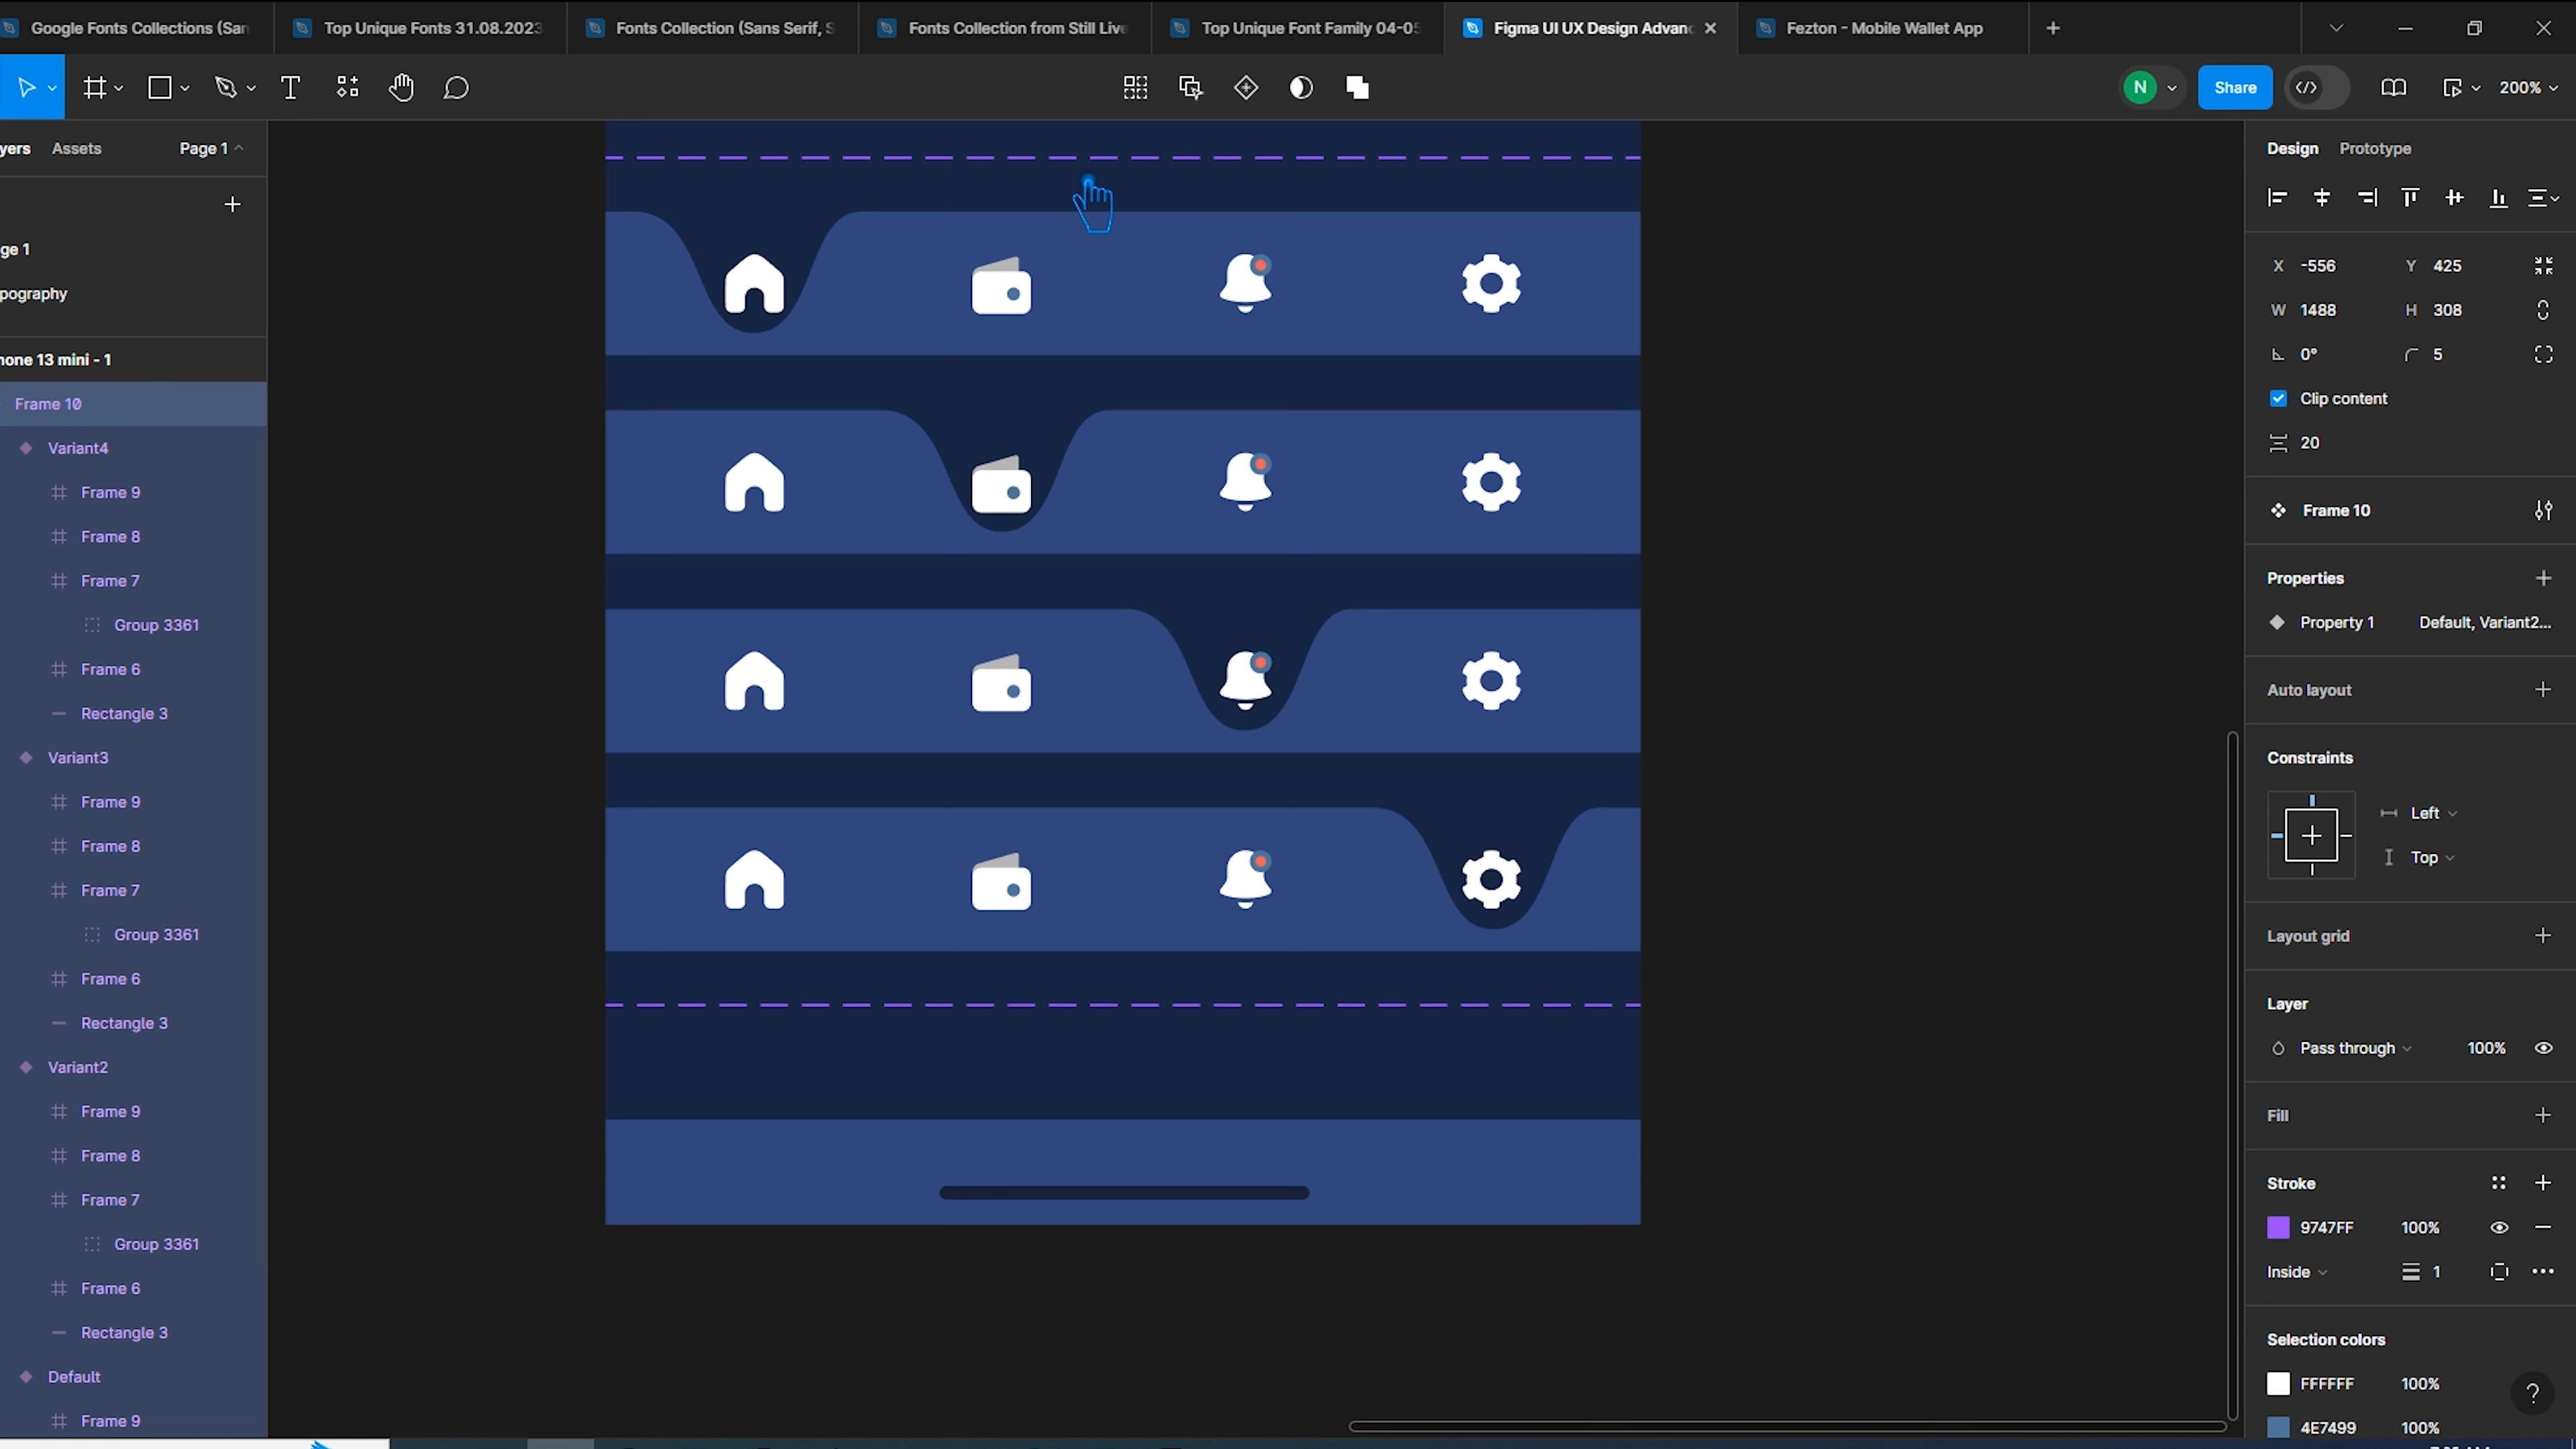 Google Fonts Collections (San
Top Unique Fonts 31.08.2023
Fonts Collection (Sans Serif, S
Fonts Collection from Still Live
Top Unique Font Family 04-05
Figma UI UX Design Advanc
Fezton - Mobile Wallet App
N
Share
200%
yers
Assets
Page 1
Design
Prototype
ge 1
pography
hone 13 mini - 1
Frame 10
Variant4
Frame 9
Frame 8
Frame 7
Group 3361
Frame 6
Rectangle 3
Variant3
Frame 9
Frame 8
Frame 7
Group 3361
Frame 6
Rectangle 3
Variant2
Frame 9
Frame 8
Frame 7
Group 3361
Frame 6
Rectangle 3
Default
Frame 9
X -556 Y 425
W 1488 H 308
0° 5
Clip content
20
Frame 10
Properties
Property 1 Default, Variant2...
Auto layout
Constraints
Left
Top
Layout grid
Layer
Pass through 100%
Fill
Stroke
9747FF 100%
Inside 1
Selection colors
FFFFFF 100%
4E7499 100%
?